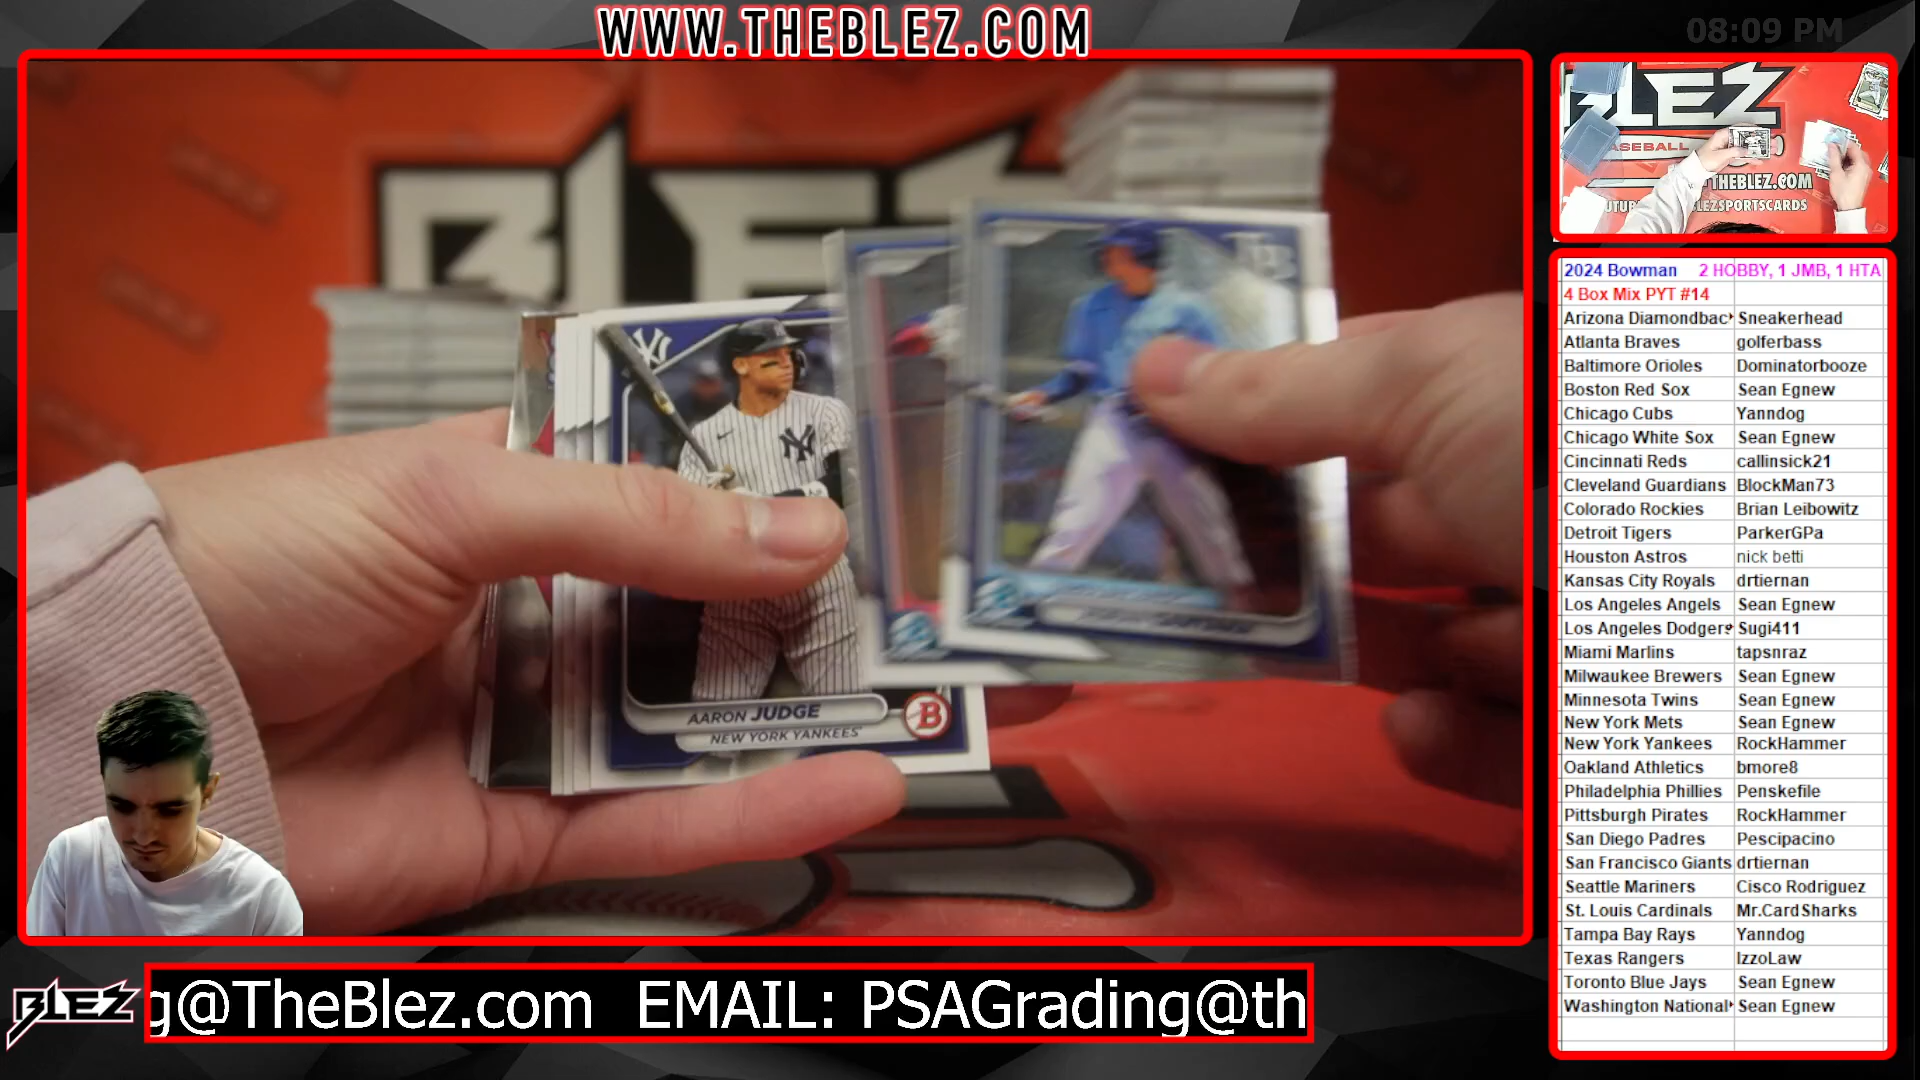 WWW.THEBLEZ.COM
08:09 PM
BLEZ
AARON JUDGE
NEW YORK YANKEES
B
NY
BLEZ
BASEBALL
THEBLEZ.COM
BLEZSPORTSCARDS
2024 Bowman 2 HOBBY, 1 JMB, 1 HTA
4 Box Mix PYT #14
Arizona Diamondbac Sneakerhead
Atlanta Braves golferbass
Baltimore Orioles Dominatorbooze
Boston Red Sox Sean Egnew
Chicago Cubs Yanndog
Chicago White Sox Sean Egnew
Cincinnati Reds callinsick21
Cleveland Guardians BlockMan73
Colorado Rockies Brian Leibowitz
Detroit Tigers ParkerGPa
Houston Astros nick betti
Kansas City Royals drtiernan
Los Angeles Angels Sean Egnew
Los Angeles Dodgers Sugi411
Miami Marlins tapsnraz
Milwaukee Brewers Sean Egnew
Minnesota Twins Sean Egnew
New York Mets Sean Egnew
New York Yankees RockHammer
Oakland Athletics bmore8
Philadelphia Phillies Penskefile
Pittsburgh Pirates RockHammer
San Diego Padres Pescipacino
San Francisco Giants drtiernan
Seattle Mariners Cisco Rodriguez
St. Louis Cardinals Mr.CardSharks
Tampa Bay Rays Yanndog
Texas Rangers IzzoLaw
Toronto Blue Jays Sean Egnew
Washington National Sean Egnew
BLEZ
g@TheBlez.com EMAIL: PSAGrading@th